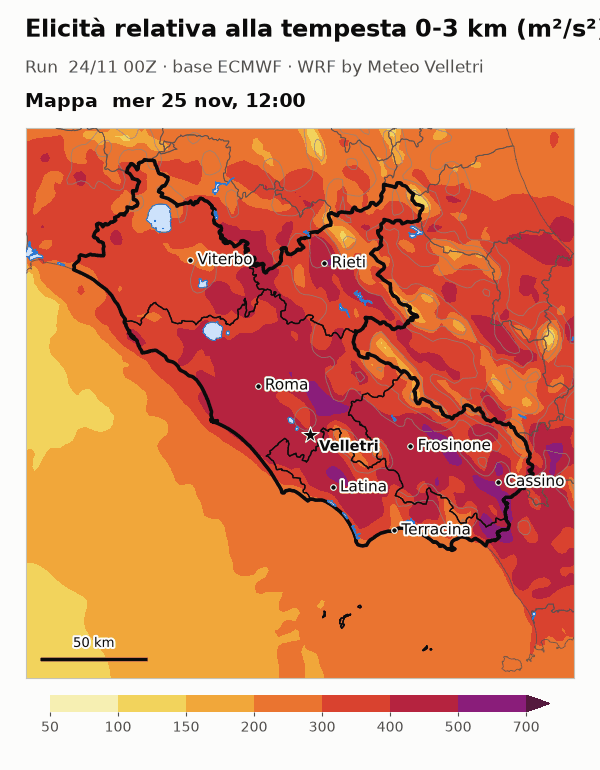 Elicità relativa alla tempesta 0-3 km (m²/s²)
Run 24/11 00Z · base ECMWF · WRF by Meteo Velletri
Mappa mer 25 nov, 12:00
Viterbo
Rieti
Roma
Velletri
Frosinone
Cassino
Latina
Terracina
50 km
50 100 150 200 300 400 500 700